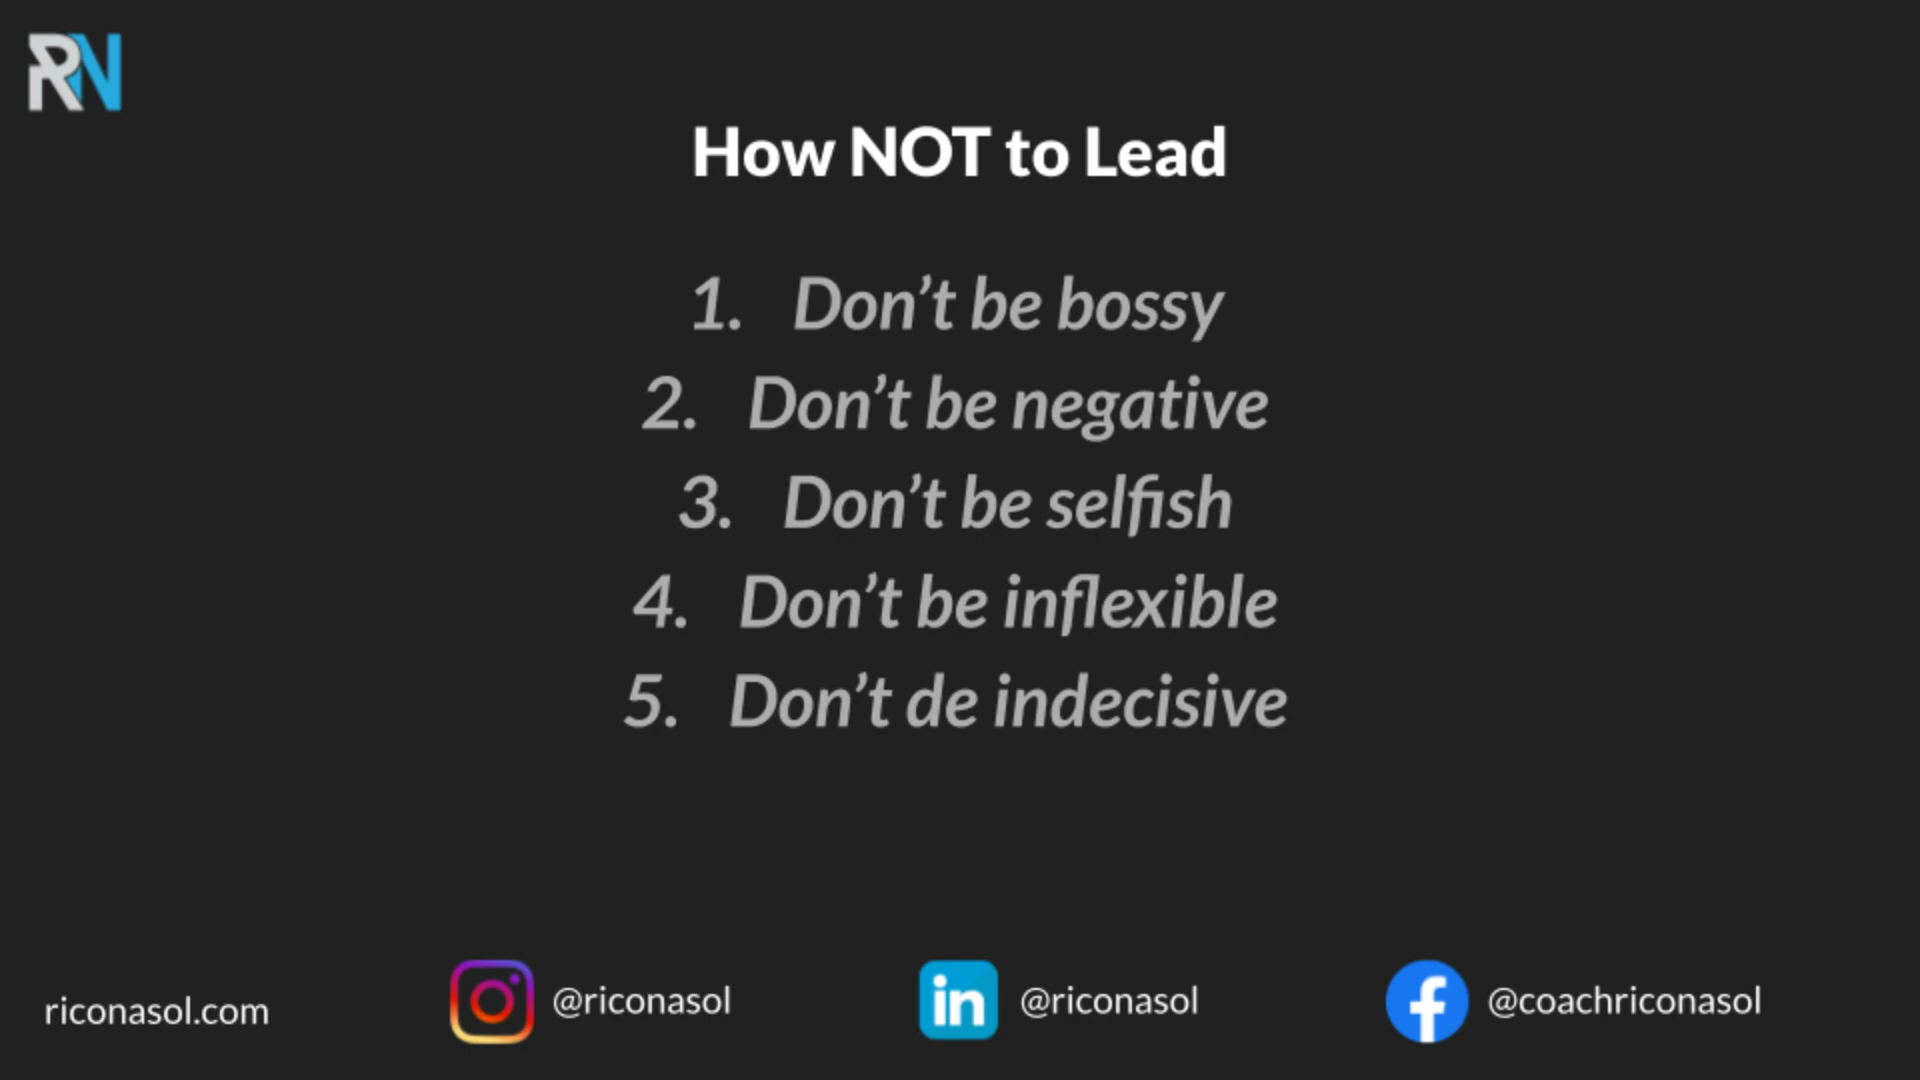 RN
How NOT to Lead
1. Don’t be bossy
2. Don’t be negative
3. Don’t be selfish
4. Don’t be inflexible
5. Don’t de indecisive
riconasol.com
@riconasol
in @riconasol
f @coachriconasol